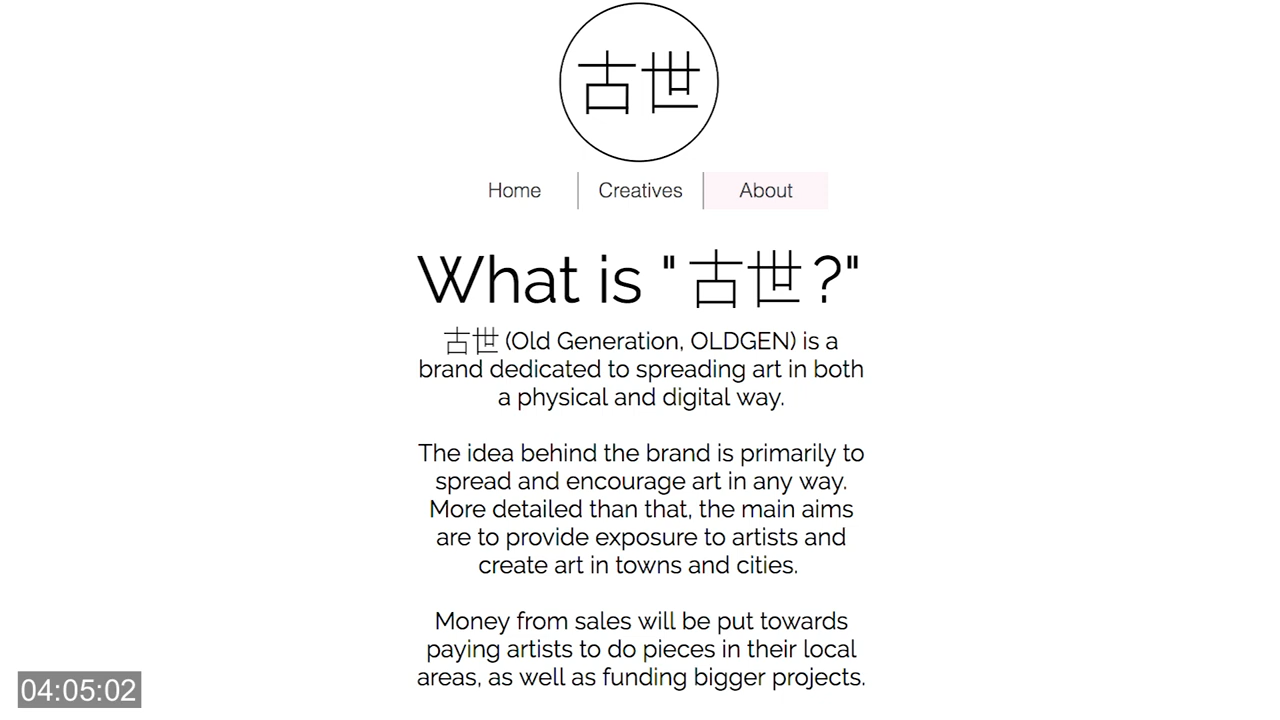 古世
Home
Creatives
About
What is "古世?"
古世 (Old Generation, OLDGEN) is a
brand dedicated to spreading art in both
a physical and digital way.
The idea behind the brand is primarily to
spread and encourage art in any way.
More detailed than that, the main aims
are to provide exposure to artists and
create art in towns and cities.
Money from sales will be put towards
paying artists to do pieces in their local
areas, as well as funding bigger projects.
04:05:02